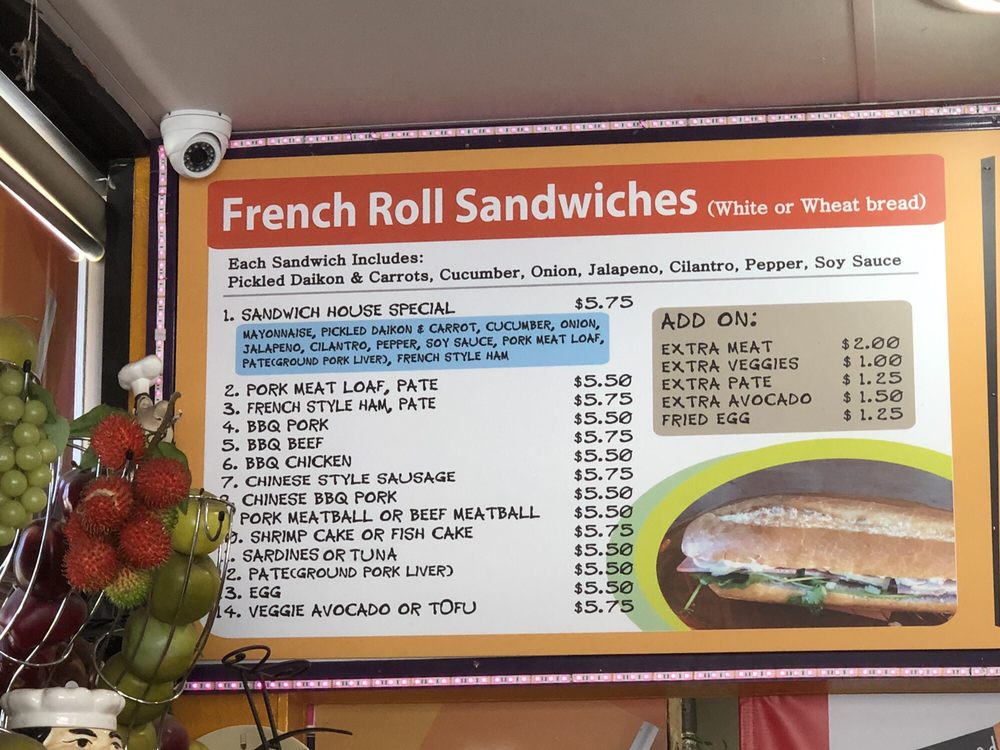 French Roll Sandwiches (White or Wheat bread)
Each Sandwich Includes:
Pickled Daikon & Carrots, Cucumber, Onion, Jalapeno, Cilantro, Pepper, Soy Sauce
1. SANDWICH HOUSE SPECIAL $5.75
MAYONNAISE, PICKLED DAIKON & CARROT, CUCUMBER, ONION,
JALAPENO, CILANTRO, PEPPER, SOY SAUCE, PORK MEAT LOAF,
PATE(GROUND PORK LIVER), FRENCH STYLE HAM
2. PORK MEAT LOAF, PATE $5.50
3. FRENCH STYLE HAM, PATE $5.75
4. BBQ PORK $5.50
5. BBQ BEEF $5.75
6. BBQ CHICKEN $5.50
7. CHINESE STYLE SAUSAGE $5.75
8. CHINESE BBQ PORK $5.50
PORK MEATBALL OR BEEF MEATBALL $5.50
0. SHRIMP CAKE OR FISH CAKE $5.75
. SARDINES OR TUNA $5.50
2. PATE(GROUND PORK LIVER) $5.50
3. EGG $5.50
14. VEGGIE AVOCADO OR TOFU $5.75
ADD ON:
EXTRA MEAT $2.00
EXTRA VEGGIES $ 1.00
EXTRA PATE $ 1.25
EXTRA AVOCADO $ 1.50
FRIED EGG $ 1.25